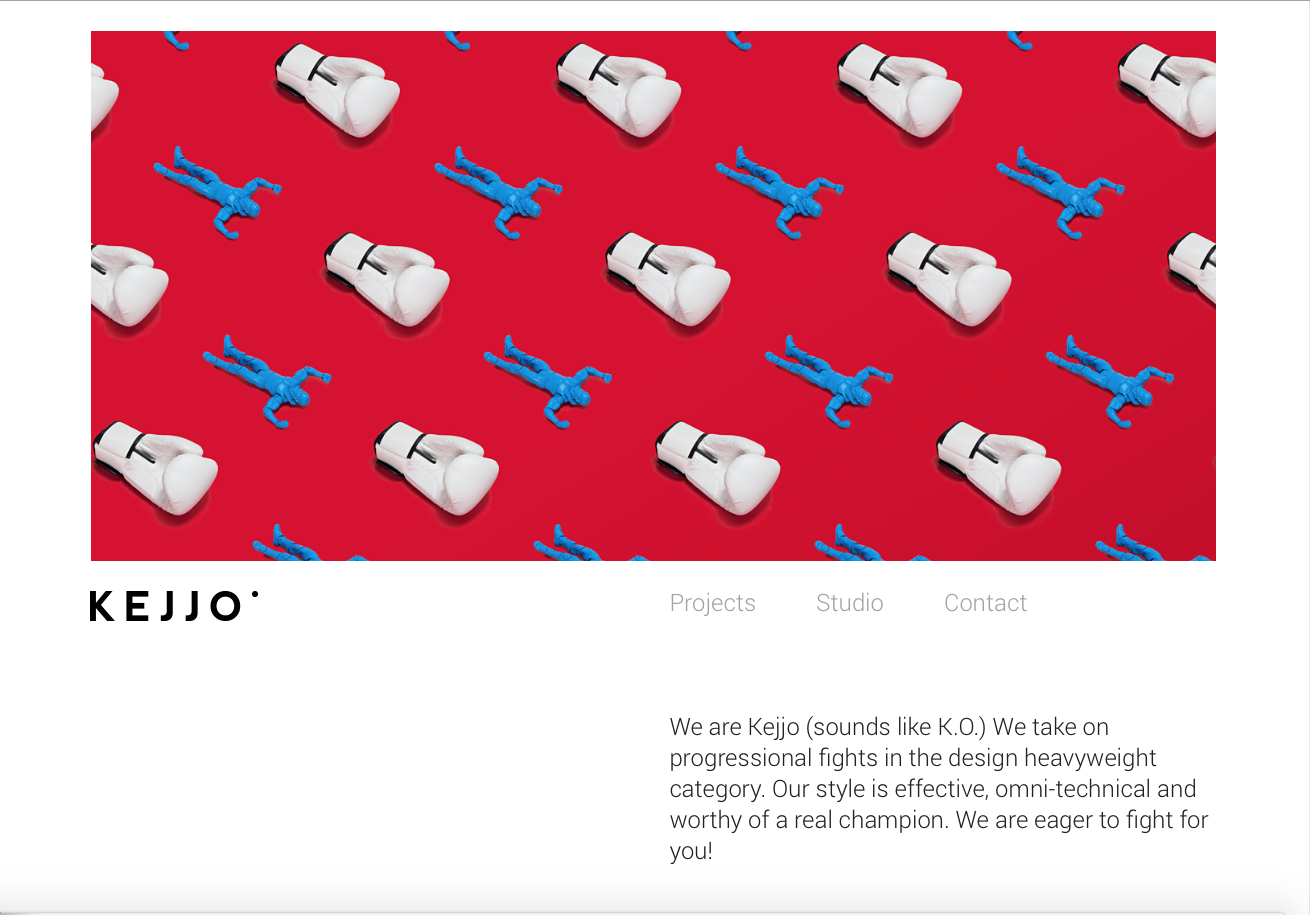 KEJJO°
Projects Studio Contact
We are Kejjo (sounds like K.O.) We take on
progressional fights in the design heavyweight
category. Our style is effective, omni-technical and
worthy of a real champion. We are eager to fight for
you!